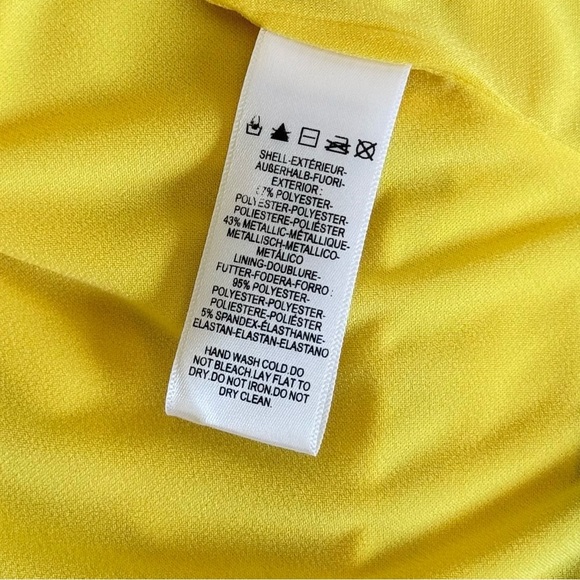 SHELL-EXTÉRIEUR-
AUßERHALB-FUORI-
EXTERIOR :
7% POLYESTER-
POLYESTER-POLYESTER-
POLIESTERE-POLIÉSTER
43% METALLIC-MÉTALLIQUE-
METALLISCH-METALLICO-
METÁLICO
LINING-DOUBLURE-
FUTTER-FODERA-FORRO :
95% POLYESTER-
POLYESTER-POLYESTER-
POLIESTERE-POLIÉSTER
5% SPANDEX-ÉLASTHANNE-
ELASTAN-ELASTAN-ELASTANO
HAND WASH COLD.DO
NOT BLEACH.LAY FLAT TO
DRY.DO NOT IRON.DO NOT
DRY CLEAN.